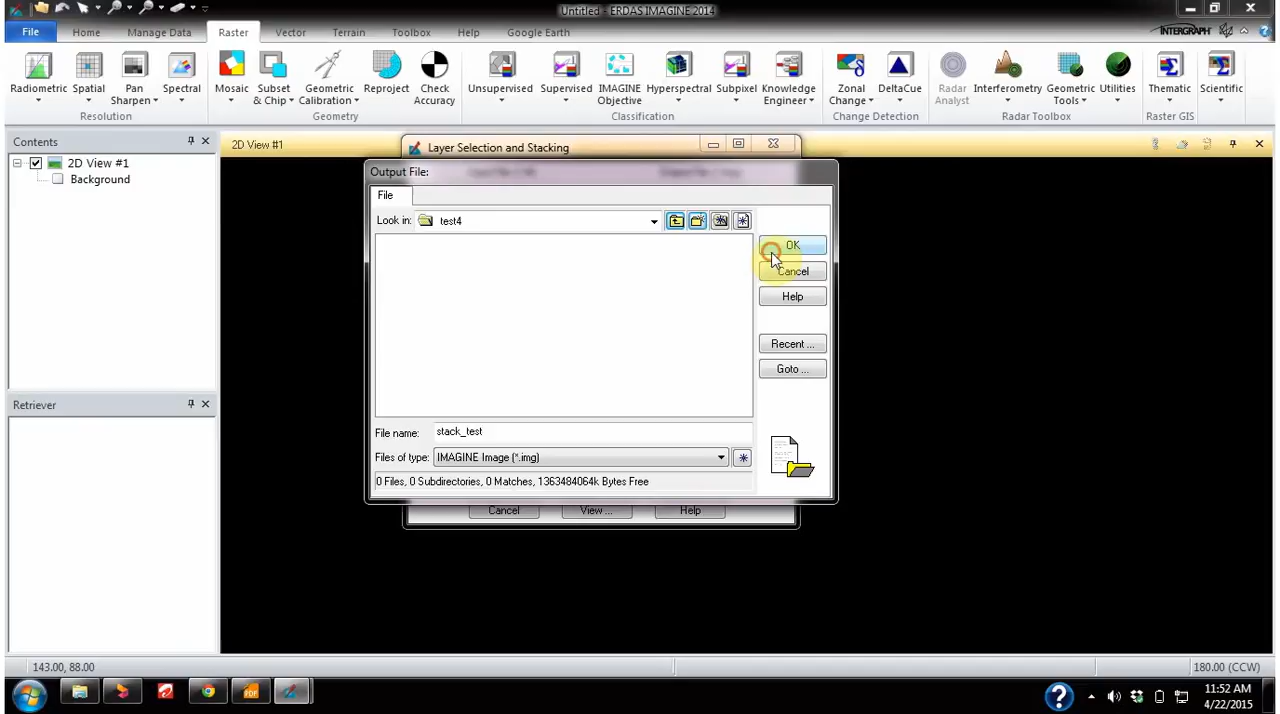 Untitled - ERDAS IMAGINE 2014
File Home Manage Data Raster Vector Terrain Toolbox Help Google Earth
INTERGRAPH
Radiometric Spatial Pan Sharpen Spectral Mosaic Subset & Chip Geometric Calibration Reproject Check Accuracy Unsupervised Supervised IMAGINE Objective Hyperspectral Subpixel Knowledge Engineer Zonal Change DeltaCue Radar Analyst Interferometry Geometric Tools Utilities Thematic Scientific
Resolution Geometry Classification Change Detection Radar Toolbox Raster GIS
Contents
2D View #1
Background
Retriever
2D View #1
Layer Selection and Stacking
Output File:
File
Look in: test4
OK
Cancel
Help
Recent ...
Goto ...
File name: stack_test
Files of type: IMAGINE Image (*.img)
0 Files, 0 Subdirectories, 0 Matches, 1363484064k Bytes Free
Cancel View ... Help
143.00, 88.00 180.00 (CCW)
PDF
11:52 AM
4/22/2015